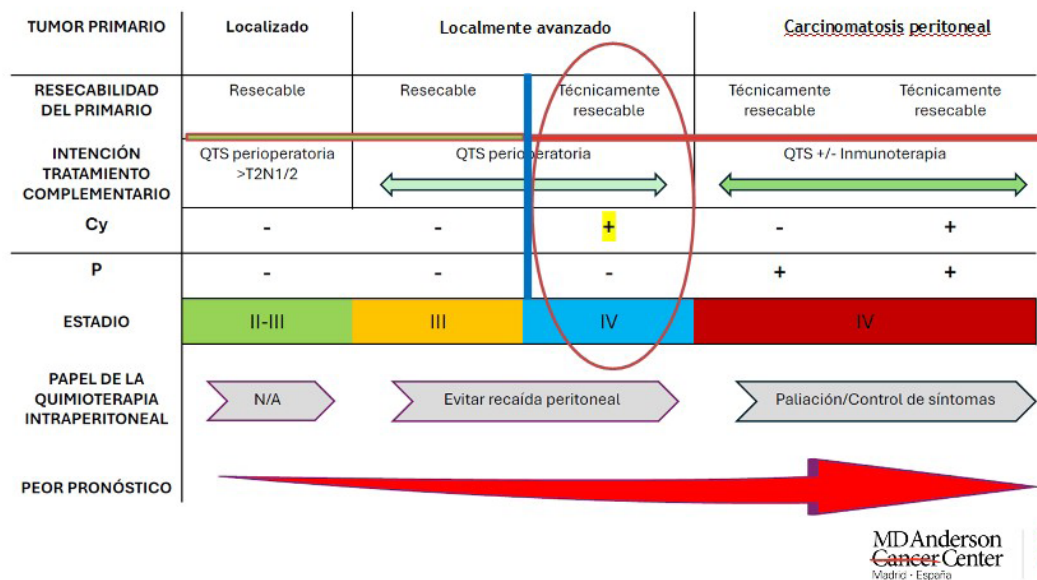 TUMOR PRIMARIO
Localizado
Localmente avanzado
Carcinomatosis peritoneal
RESECABILIDAD
DEL PRIMARIO
Resecable
Resecable
Técnicamente
resecable
Técnicamente
resecable
Técnicamente
resecable
INTENCIÓN
TRATAMIENTO
COMPLEMENTARIO
QTS perioperatoria
>T2N1/2
QTS perioperatoria
QTS +/- Inmunoterapia
Cy
-
-
+
-
+
P
-
-
-
+
+
ESTADIO
II-III
III
IV
IV
PAPEL DE LA
QUIMIOTERAPIA
INTRAPERITONEAL
N/A
Evitar recaída peritoneal
Paliación/Control de síntomas
PEOR PRONÓSTICO
MD Anderson
Cancer Center
Madrid - España